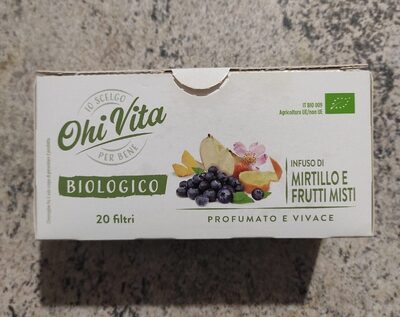 IO SCELGO
Ohi Vita
PER BENE
BIOLOGICO
20 filtri
IT BIO 009
Agricoltura UE/non UE
INFUSO DI
MIRTILLO E
FRUTTI MISTI
PROFUMATO E VIVACE